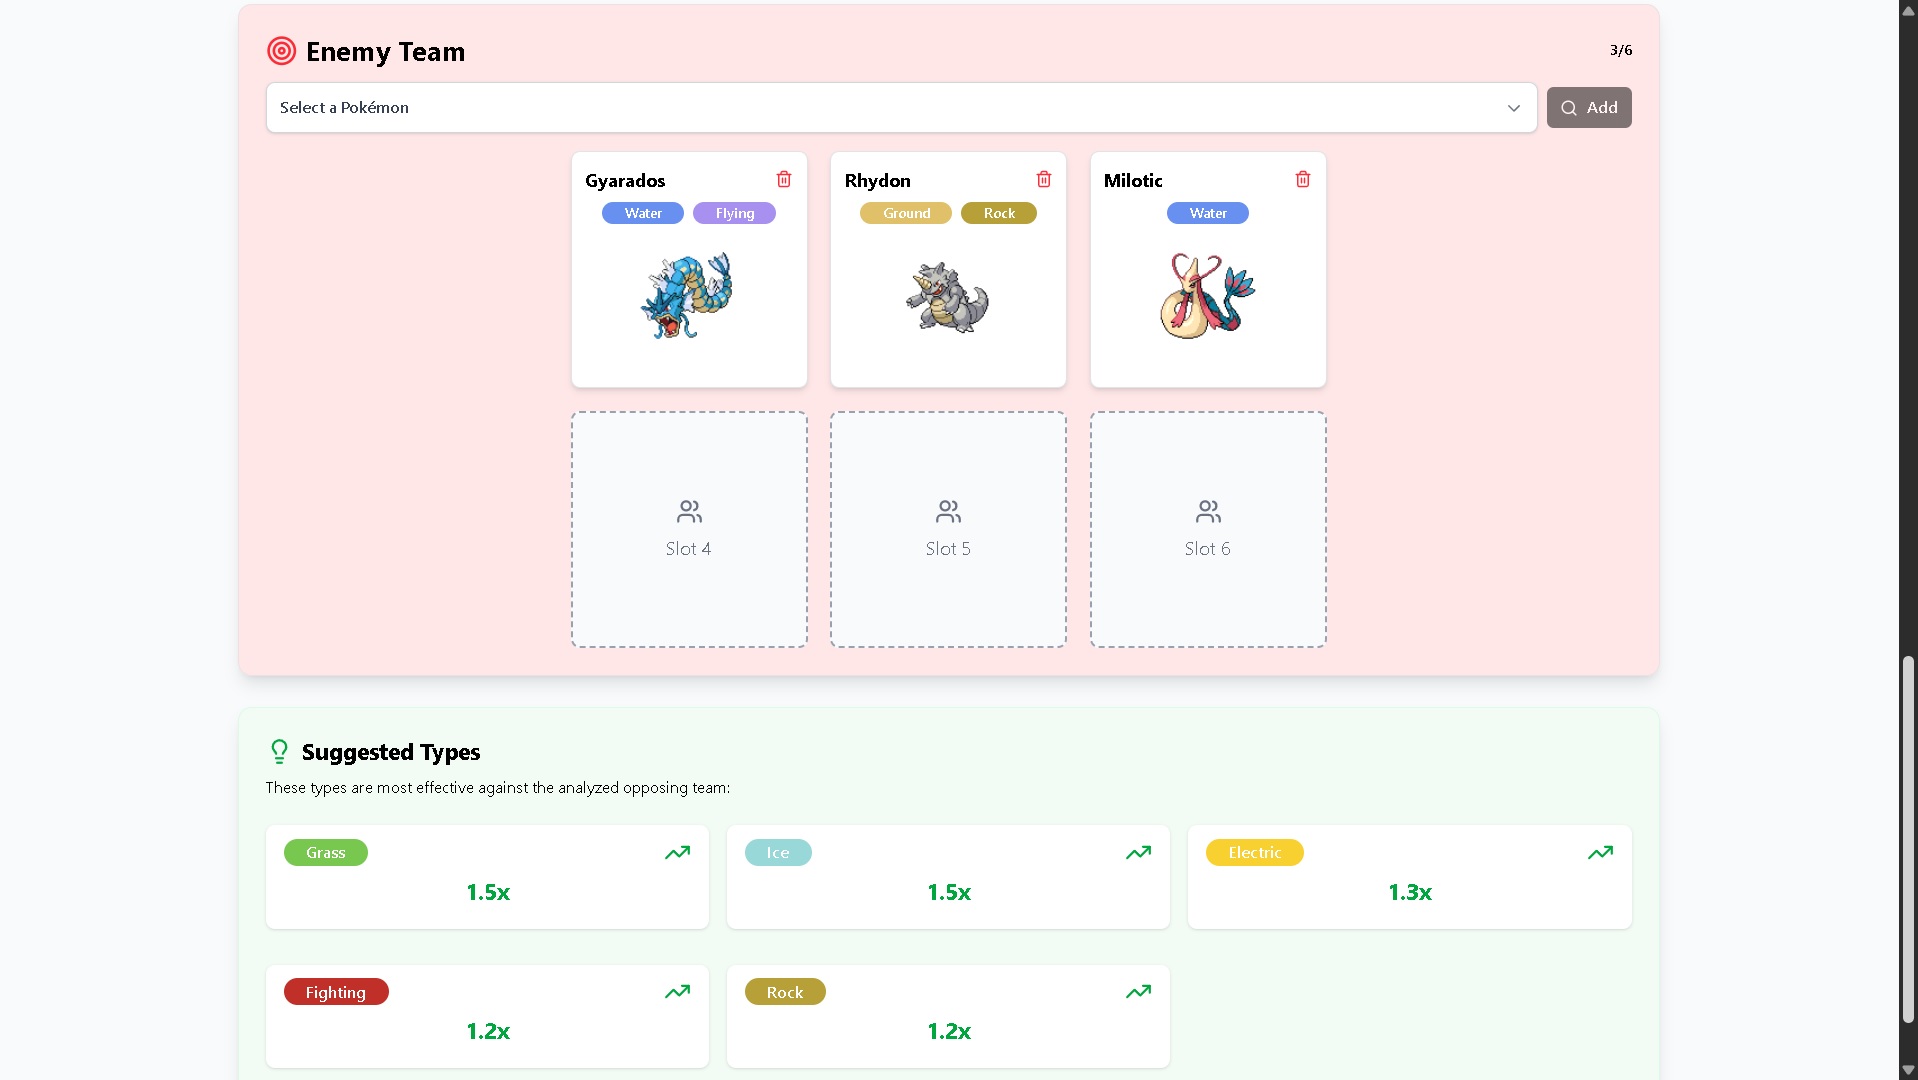 Enemy Team
3/6
Select a Pokémon
Add
Gyarados
Water Flying
Rhydon
Ground Rock
Milotic
Water
Slot 4
Slot 5
Slot 6
Suggested Types
These types are most effective against the analyzed opposing team:
Grass
1.5x
Ice
1.5x
Electric
1.3x
Fighting
1.2x
Rock
1.2x